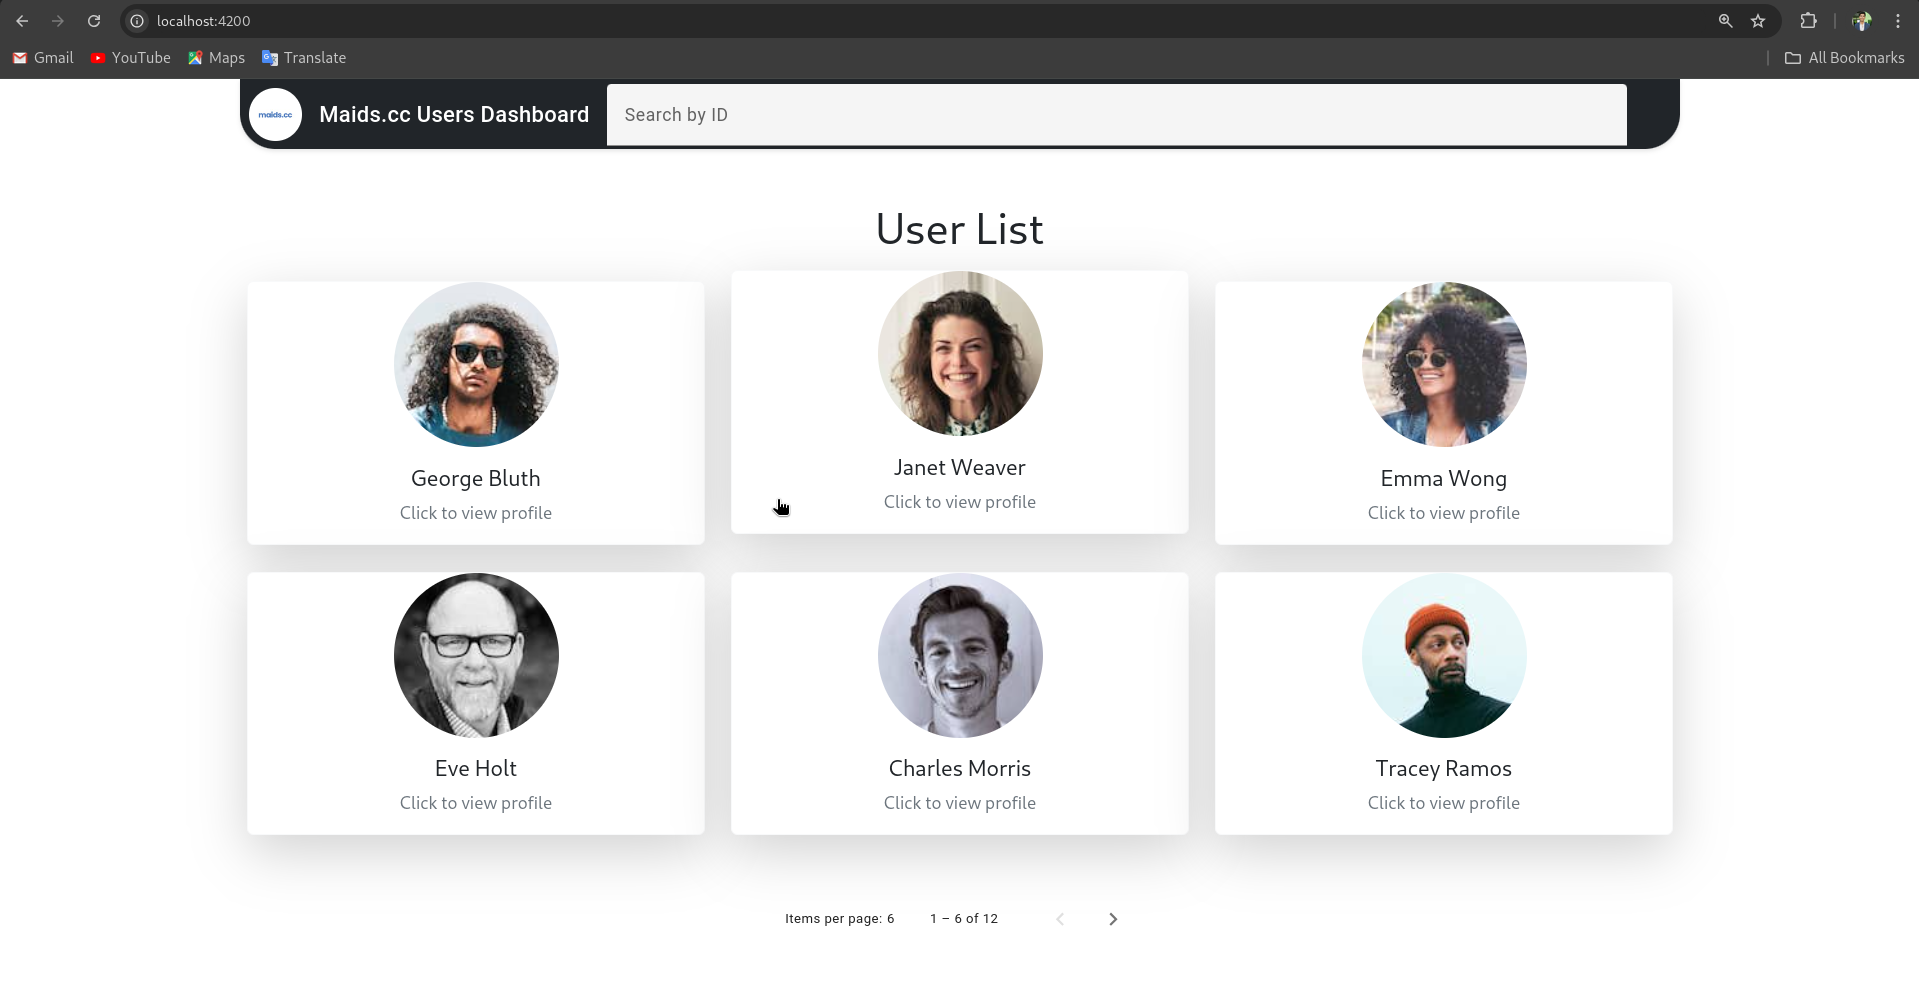 localhost:4200
Gmail YouTube Maps Translate All Bookmarks
maids.cc Maids.cc Users Dashboard Search by ID
User List
George Bluth
Click to view profile
Janet Weaver
Click to view profile
Emma Wong
Click to view profile
Eve Holt
Click to view profile
Charles Morris
Click to view profile
Tracey Ramos
Click to view profile
Items per page: 6 1 – 6 of 12